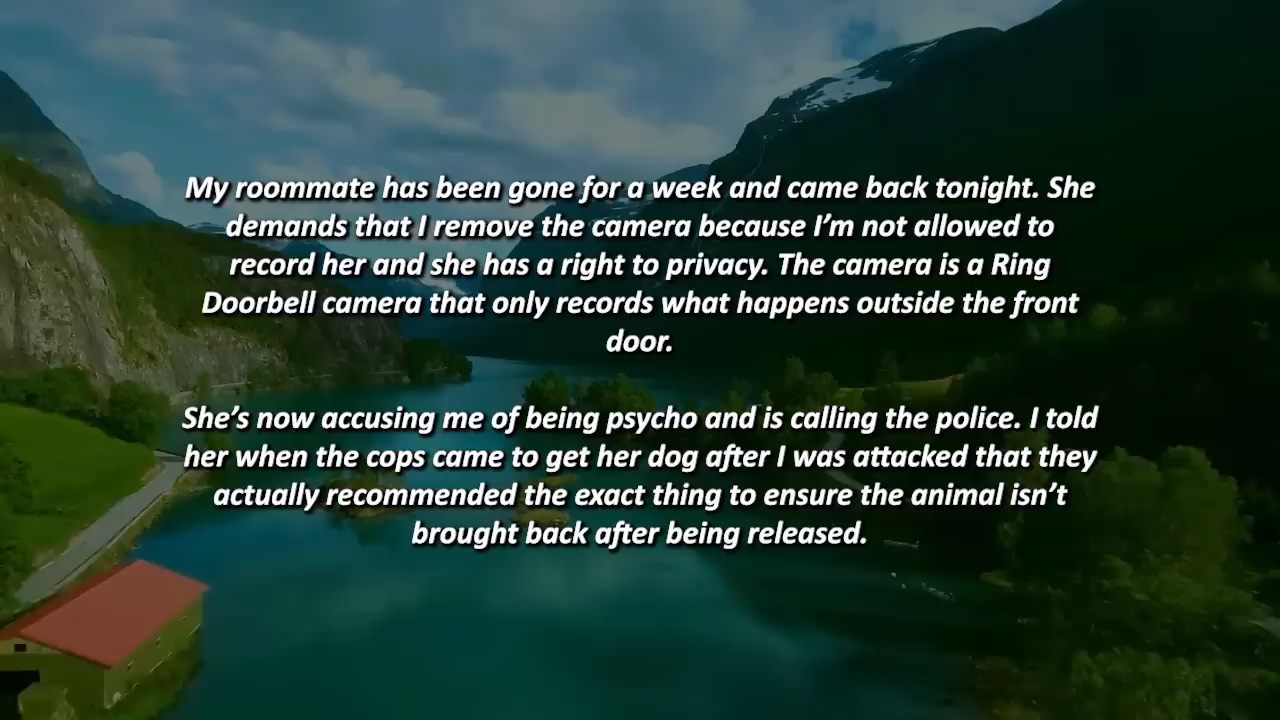 My roommate has been gone for a week and came back tonight. She
demands that I remove the camera because I’m not allowed to
record her and she has a right to privacy. The camera is a Ring
Doorbell camera that only records what happens outside the front
door.
She’s now accusing me of being psycho and is calling the police. I told
her when the cops came to get her dog after I was attacked that they
actually recommended the exact thing to ensure the animal isn’t
brought back after being released.